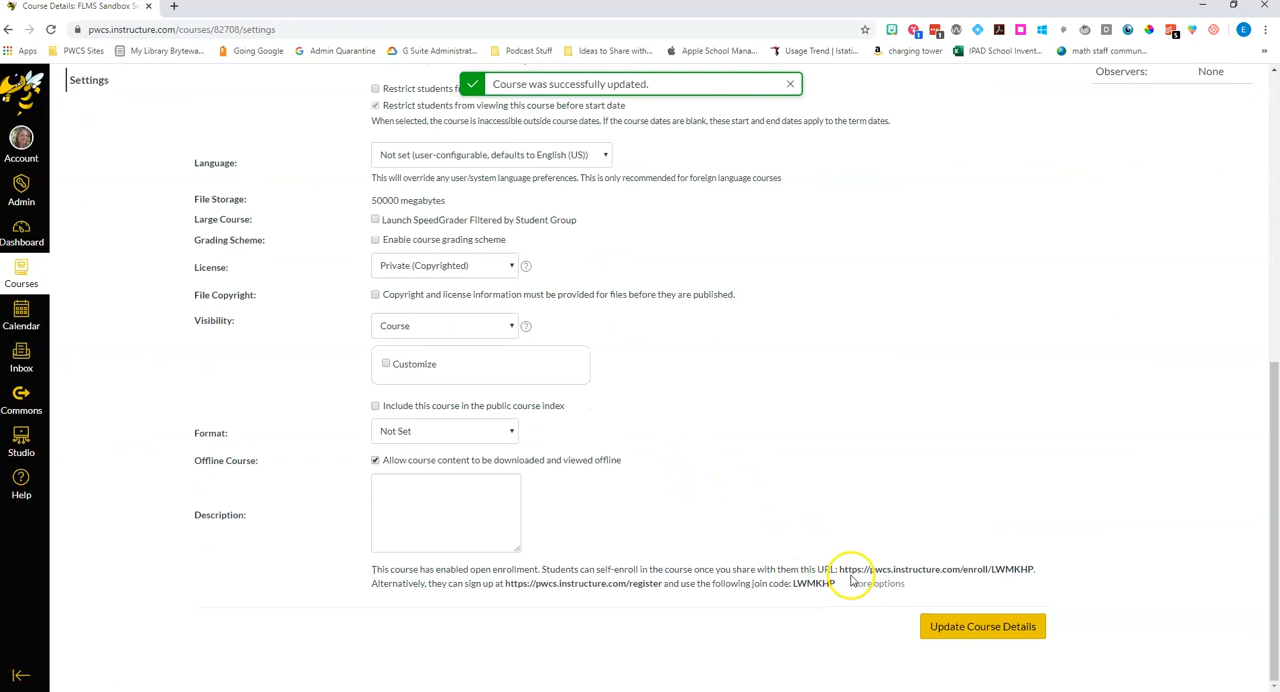 Course Details: FLMS Sandbox Se
pwcs.instructure.com/courses/82708/settings
Apps PWCS Sites My Library Brytewa... Going Google Admin Quarantine G Suite Administrat... Podcast Stuff Ideas to Share with... Apple School Man... Usage Trend | Istati... charging tower IPAD School Invent... math staff commun...
Settings
Observers: None
Course was successfully updated.
Restrict students
Restrict students from viewing this course before start date
When selected, the course is inaccessible outside course dates. If the course dates are blank, these start and end dates apply to the term dates.
Language: Not set (user-configurable, defaults to English (US))
This will override any user/system language preferences. This is only recommended for foreign language courses
File Storage: 50000 megabytes
Large Course: Launch SpeedGrader Filtered by Student Group
Grading Scheme: Enable course grading scheme
License: Private (Copyrighted)
File Copyright: Copyright and license information must be provided for files before they are published.
Visibility: Course
Customize
Include this course in the public course index
Format: Not Set
Offline Course: Allow course content to be downloaded and viewed offline
Description:
This course has enabled open enrollment. Students can self-enroll in the course once you share with them this URL: https://pwcs.instructure.com/enroll/LWMKHP.
Alternatively, they can sign up at https://pwcs.instructure.com/register and use the following join code: LWMKHP more options
Update Course Details
Account
Admin
Dashboard
Courses
Calendar
Inbox
Commons
Studio
Help